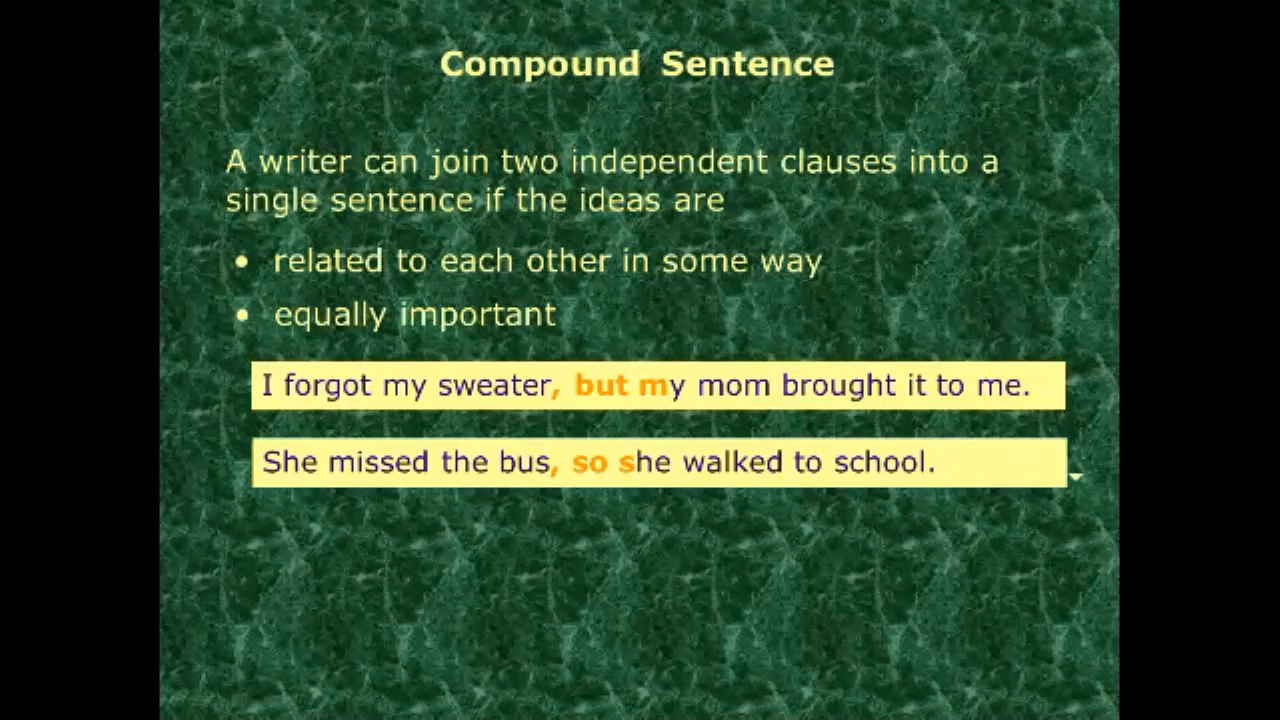 Compound Sentence
A writer can join two independent clauses into a
single sentence if the ideas are
• related to each other in some way
• equally important
I forgot my sweater, but my mom brought it to me.
She missed the bus, so she walked to school.